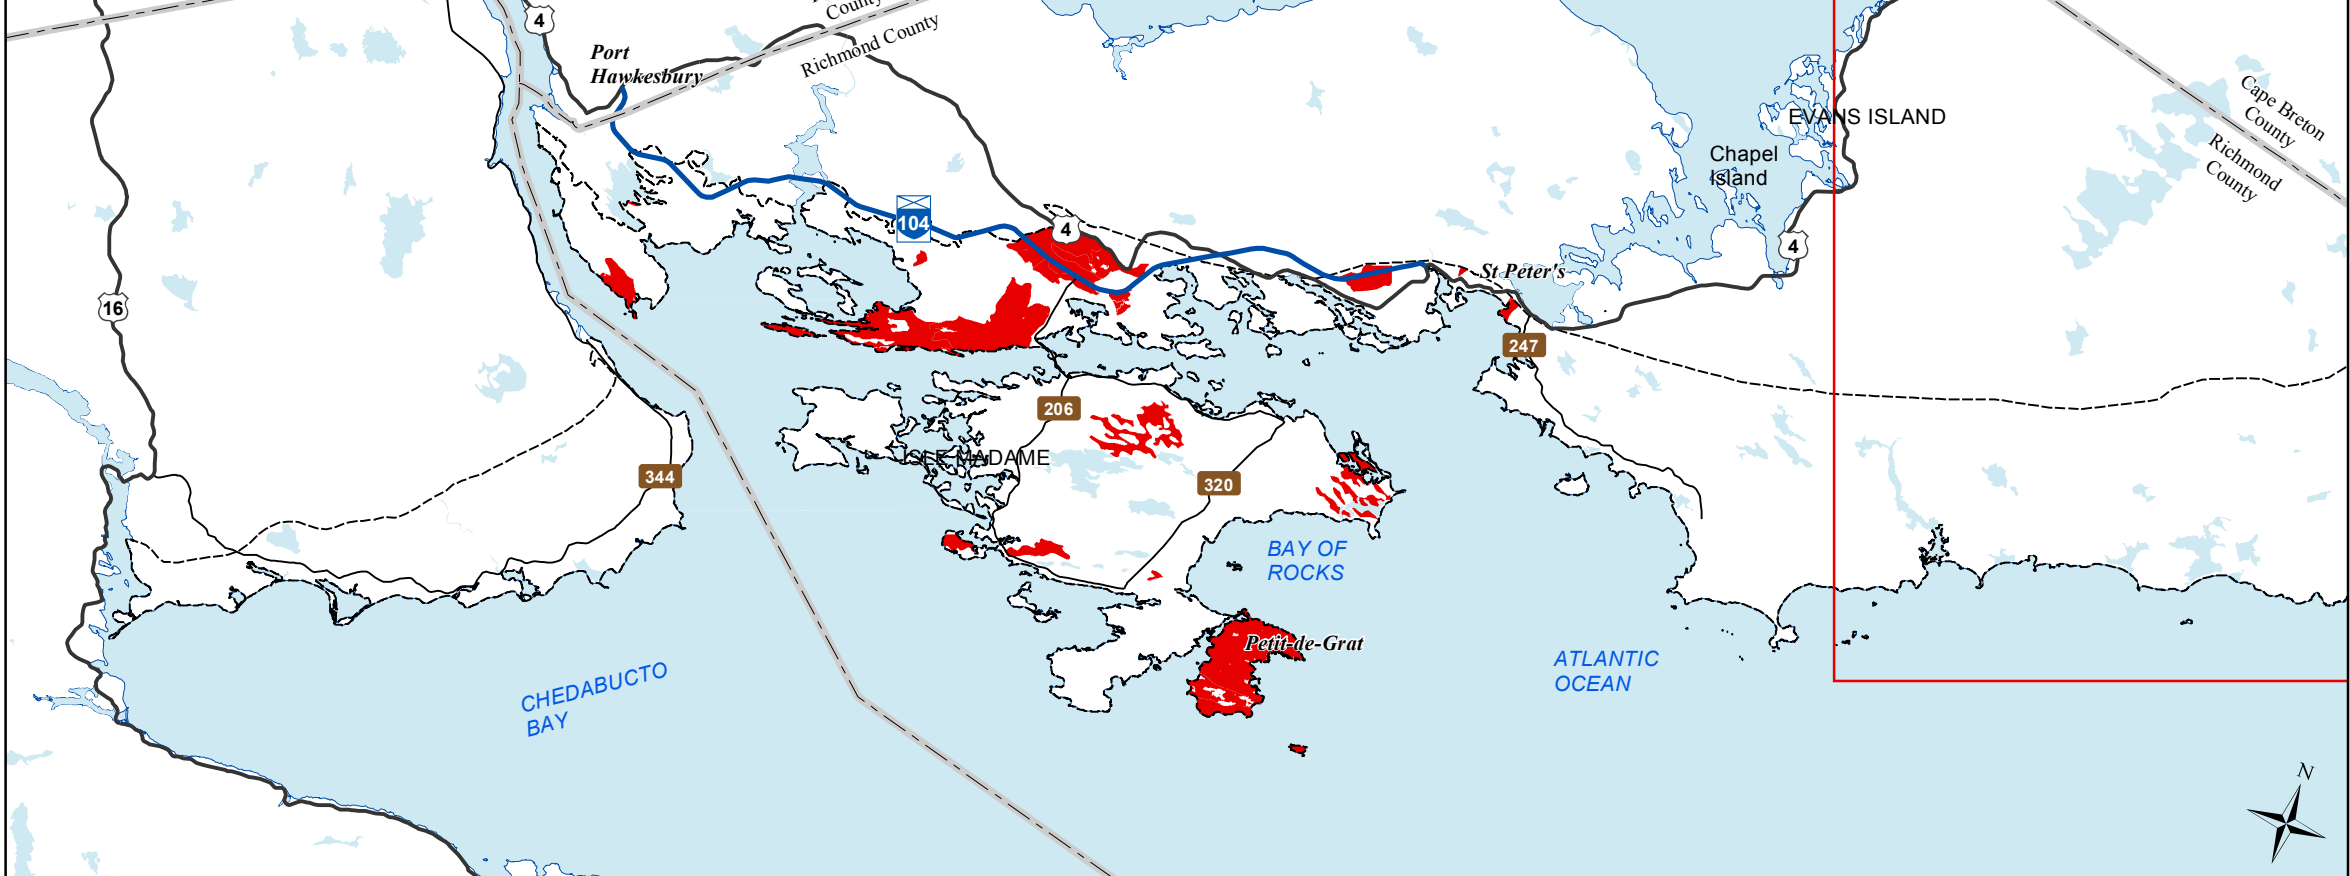 County
Richmond County
4
Port
Hawkesbury
Cape Breton
County
Richmond
County
EVANS ISLAND
Chapel
Island
104
4
4
St Peter's
16
247
206
ISLE MADAME
344
320
BAY OF
ROCKS
Petit-de-Grat
ATLANTIC
OCEAN
CHEDABUCTO
BAY
N